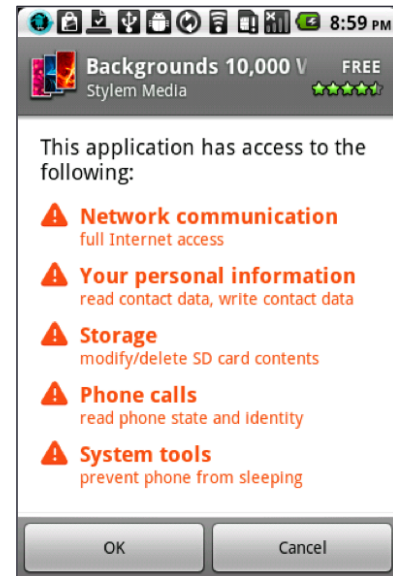 8:59 PM
Backgrounds 10,000 FREE
Stylem Media
This application has access to the
following:
Network communication
full Internet access
Your personal information
read contact data, write contact data
Storage
modify/delete SD card contents
Phone calls
read phone state and identity
System tools
prevent phone from sleeping
OK Cancel